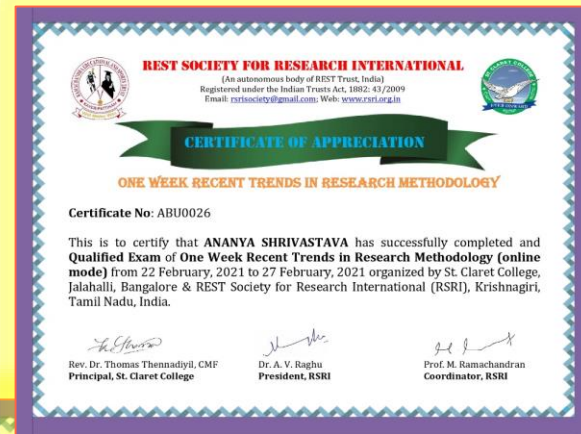 REST SOCIETY FOR RESEARCH INTERNATIONAL
(An autonomous body of REST Trust, India)
Registered under the Indian Trusts Act, 1882: 43/2009
Email: rsrisociety@gmail.com; Web: www.rsri.org.in
CERTIFICATE OF APPRECIATION
ONE WEEK RECENT TRENDS IN RESEARCH METHODOLOGY
Certificate No: ABU0026
This is to certify that ANANYA SHRIVASTAVA has successfully completed and
Qualified Exam of One Week Recent Trends in Research Methodology (online
mode) from 22 February, 2021 to 27 February, 2021 organized by St. Claret College,
Jalahalli, Bangalore & REST Society for Research International (RSRI), Krishnagiri,
Tamil Nadu, India.
Rev. Dr. Thomas Thennadiyil, CMF
Principal, St. Claret College
Dr. A. V. Raghu
President, RSRI
Prof. M. Ramachandran
Coordinator, RSRI